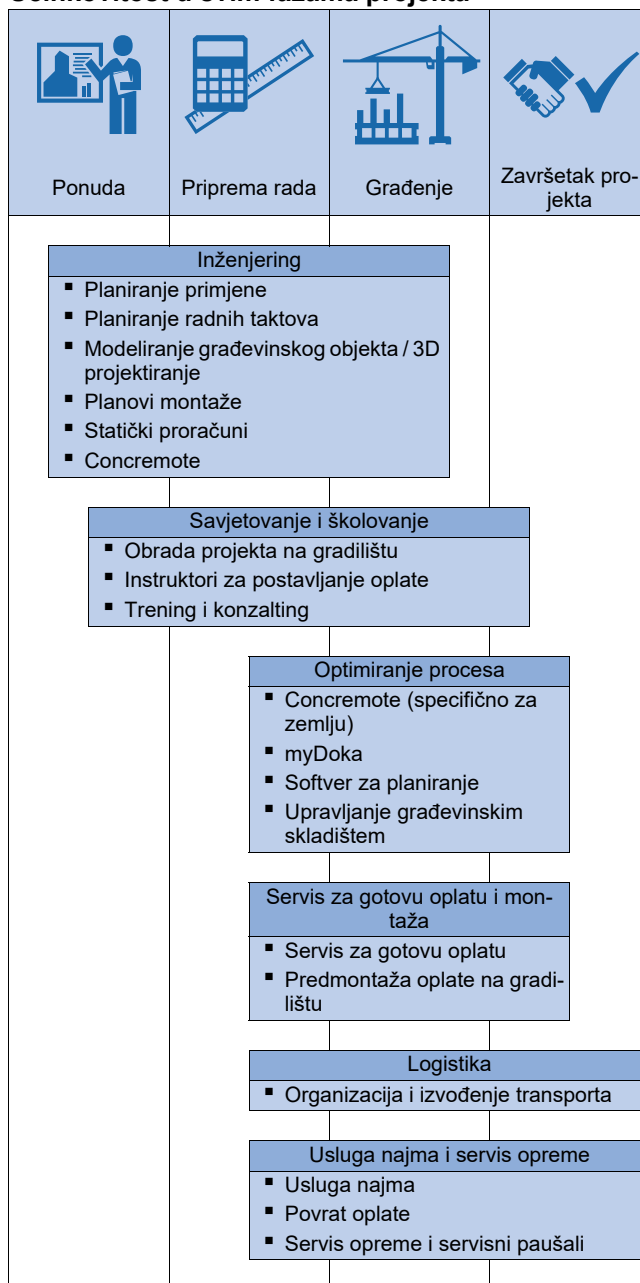 Ponuda
Priprema rada
Građenje
Završetak pro-
jekta
Inženjering
▪ Planiranje primjene
▪ Planiranje radnih taktova
▪ Modeliranje građevinskog objekta / 3D
projektiranje
▪ Planovi montaže
▪ Statički proračuni
▪ Concremote
Savjetovanje i školovanje
▪ Obrada projekta na gradilištu
▪ Instruktori za postavljanje oplate
▪ Trening i konzalting
Optimiranje procesa
▪ Concremote (specifično za
zemlju)
▪ myDoka
▪ Softver za planiranje
▪ Upravljanje građevinskim
skladištem
Servis za gotovu oplatu i mon-
taža
▪ Servis za gotovu oplatu
▪ Predmontaža oplate na gradi-
lištu
Logistika
▪ Organizacija i izvođenje transporta
Usluga najma i servis opreme
▪ Usluga najma
▪ Povrat oplate
▪ Servis opreme i servisni paušali